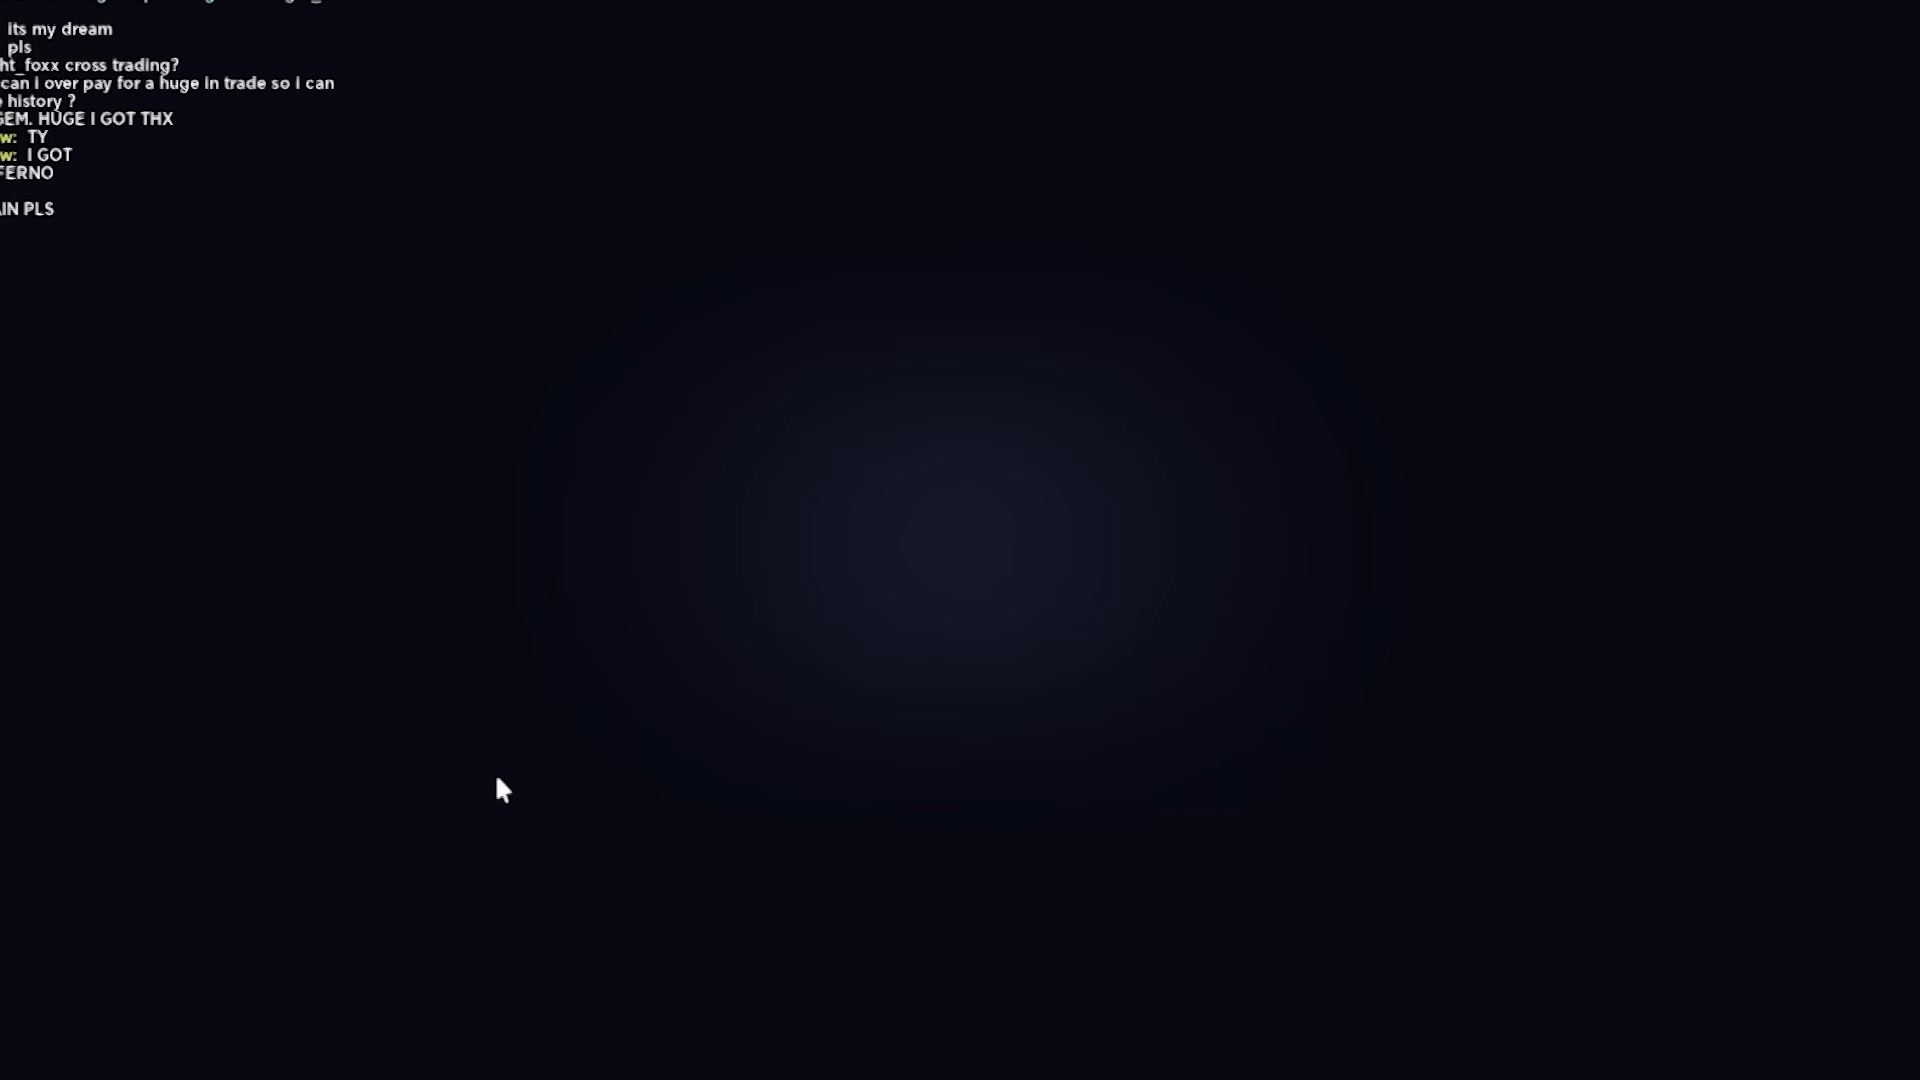 its my dream
pls
ht_foxx cross trading?
can i over pay for a huge in trade so i can
history ?
GEM. HUGE I GOT THX
w: TY
w: I GOT
FERNO
IN PLS